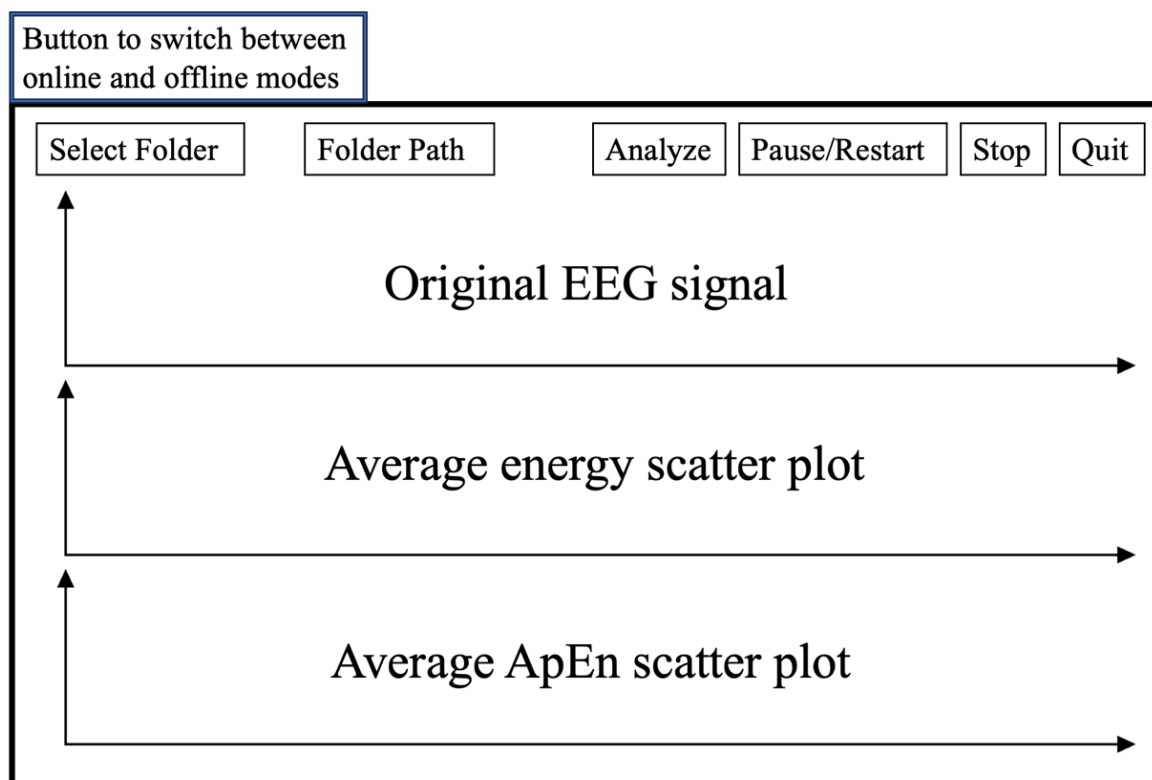 Button to switch between
online and offline modes
Select Folder
Folder Path
Analyze
Pause/Restart
Stop
Quit
Original EEG signal
Average energy scatter plot
Average ApEn scatter plot